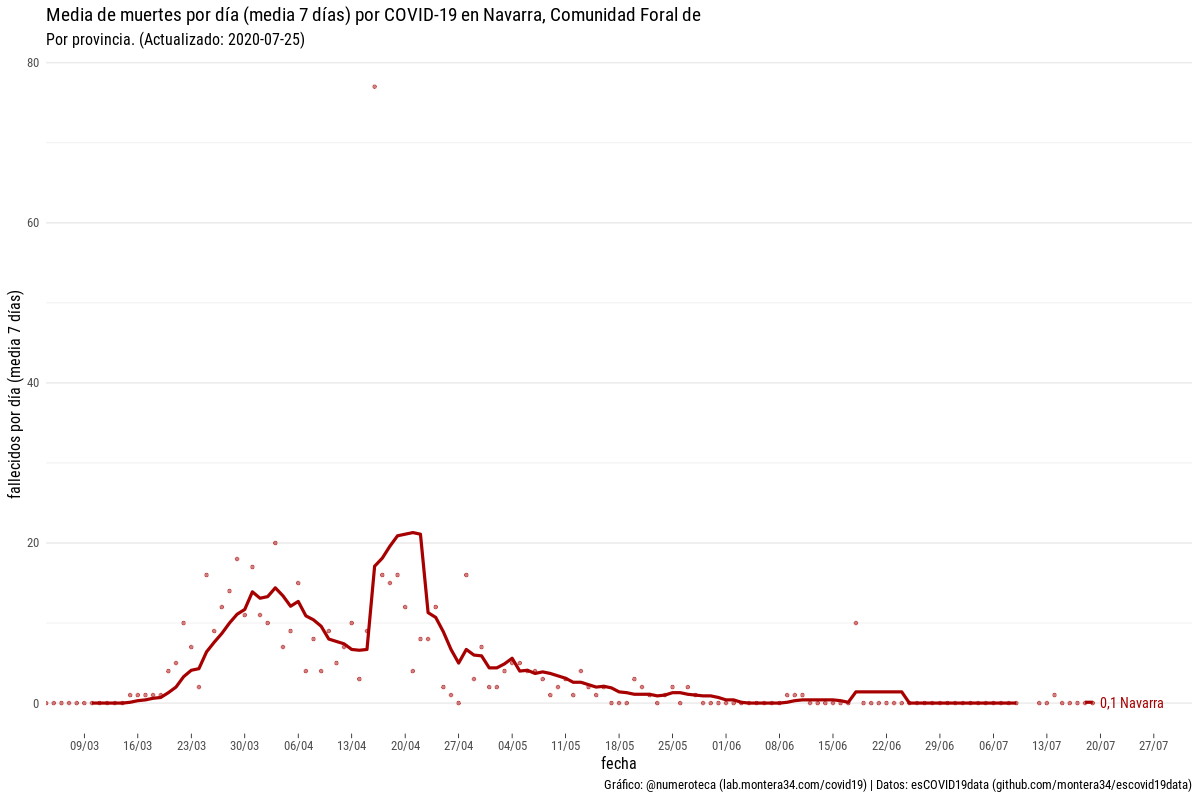 Media de muertes por día (media 7 días) por COVID-19 en Navarra, Comunidad Foral de
Por provincia. (Actualizado: 2020-07-25)
fallecidos por día (media 7 días)
80
60
40
20
0
0,1 Navarra
09/03 16/03 23/03 30/03 06/04 13/04 20/04 27/04 04/05 11/05 18/05 25/05 01/06 08/06 15/06 22/06 29/06 06/07 13/07 20/07 27/07
fecha
Gráfico: @numeroteca (lab.montera34.com/covid19) | Datos: esCOVID19data (github.com/montera34/escovid19data)